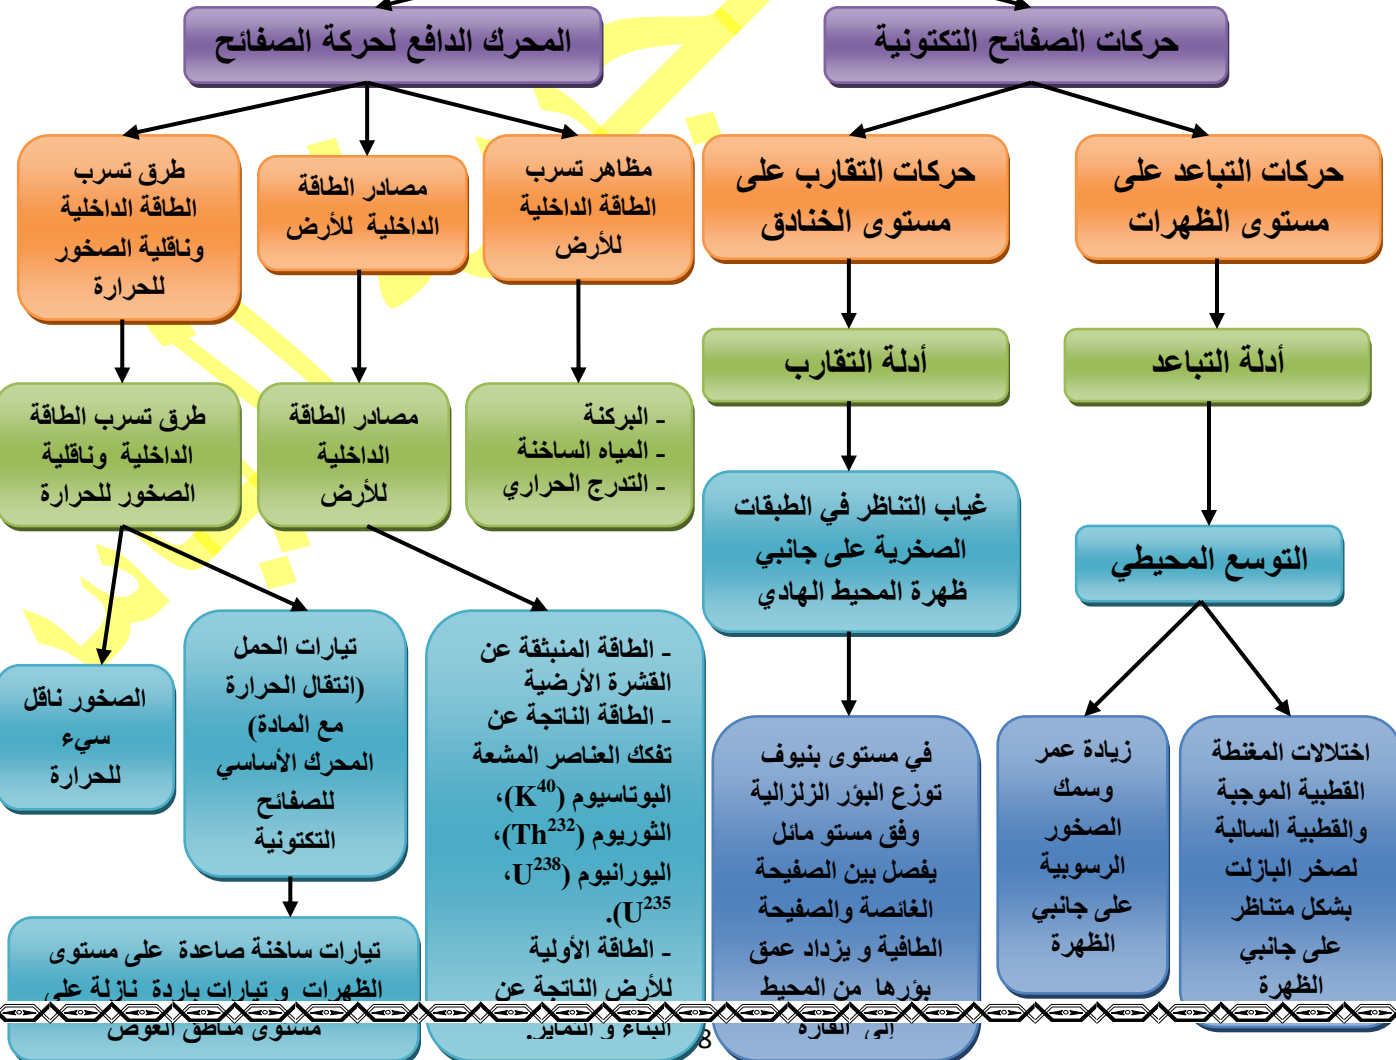 حركات الصفائح التكتونية
المحرك الدافع لحركة الصفائح
حركات التباعد على
مستوى الظهرات
حركات التقارب على
مستوى الخنادق
مظاهر تسرب
الطاقة الداخلية
للأرض
مصادر الطاقة
الداخلية للأرض
طرق تسرب
الطاقة الداخلية
وناقلية الصخور
للحرارة
أدلة التباعد
أدلة التقارب
- البركنة
- المياه الساخنة
- التدرج الحراري
مصادر الطاقة
الداخلية
للأرض
طرق تسرب الطاقة
الداخلية وناقلية
الصخور للحرارة
التوسع المحيطي
غياب التناظر في الطبقات
الصخرية على جانبي
ظهرة المحيط الهادي
اختلالات المغنطة
القطبية الموجبة
والقطبية السالبة
لصخر البازلت
بشكل متناظر
على جانبي
الظهرة
زيادة عمر
وسمك
الصخور
الرسوبية
على جانبي
الظهرة
في مستوى بنيوف
توزع البؤر الزلزالية
وفق مستو مائل
يفصل بين الصفيحة
الغائصة والصفيحة
الطافية و يزداد عمق
بؤرها من المحيط
إلى القارة
- الطاقة المنبثقة عن
القشرة الأرضية
- الطاقة الناتجة عن
تفكك العناصر المشعة
البوتاسيوم (K⁴⁰)،
الثوريوم (Th²³²)،
اليورانيوم (U²³⁸،
U²³⁵).
- الطاقة الأولية
للأرض الناتجة عن
البناء و التمايز.
تيارات الحمل
(انتقال الحرارة
مع المادة)
المحرك الأساسي
للصفائح
التكتونية
الصخور ناقل
سيء
للحرارة
تيارات ساخنة صاعدة على مستوى
الظهرات و تيارات باردة نازلة على
مستوى مناطق الغوص
8